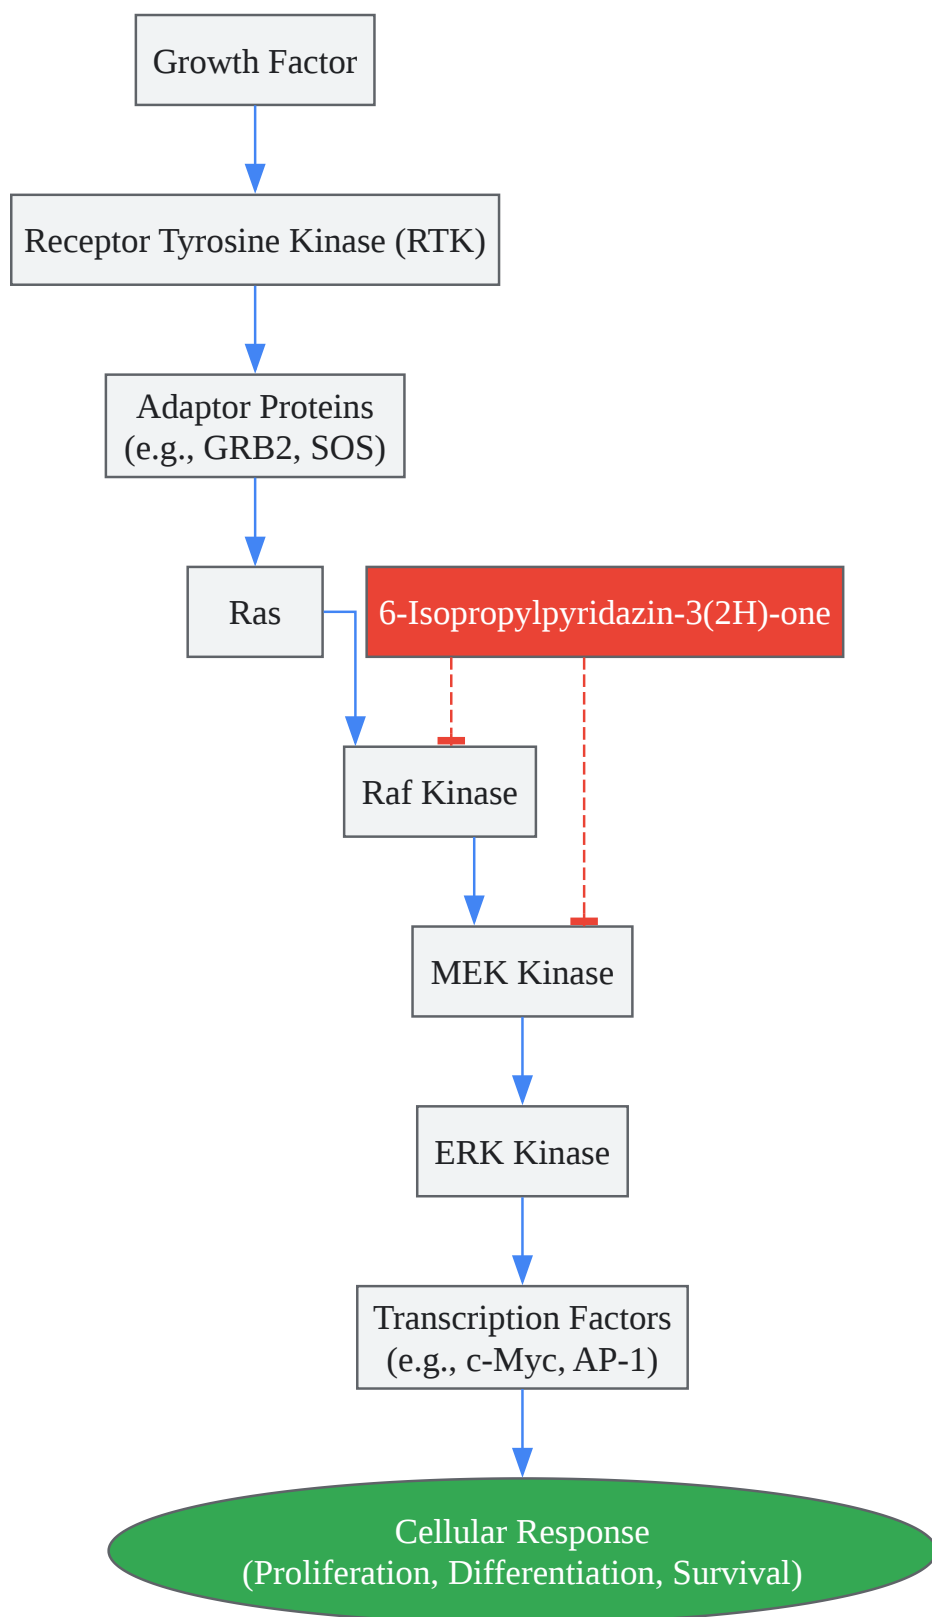 Growth Factor
Receptor Tyrosine Kinase (RTK)
Adaptor Proteins
(e.g., GRB2, SOS)
Ras
6-Isopropylpyridazin-3(2H)-one
Raf Kinase
MEK Kinase
ERK Kinase
Transcription Factors
(e.g., c-Myc, AP-1)
Cellular Response
(Proliferation, Differentiation, Survival)